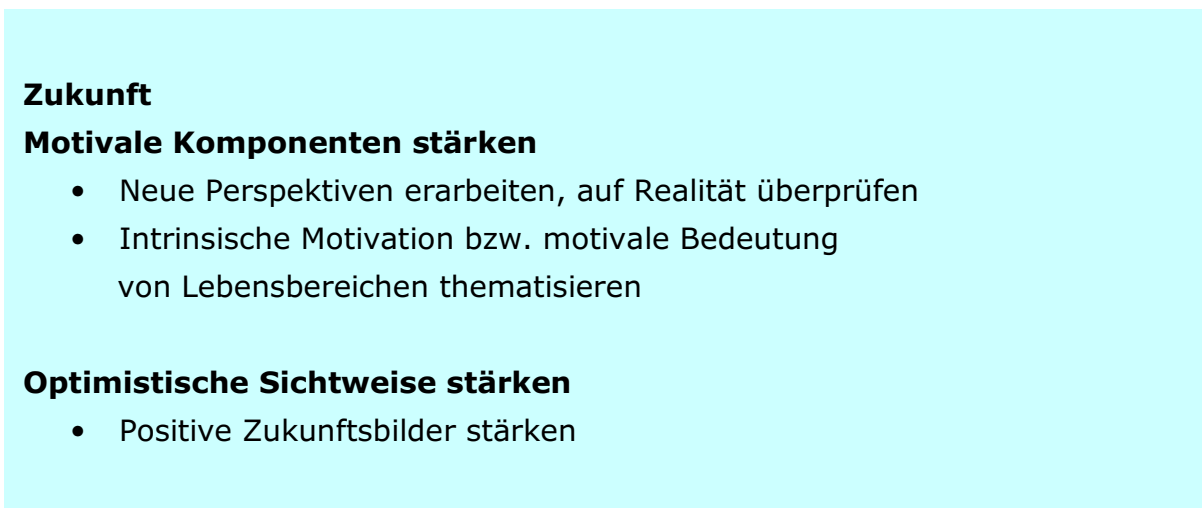 Zukunft
Motivale Komponenten stärken
• Neue Perspektiven erarbeiten, auf Realität überprüfen
• Intrinsische Motivation bzw. motivale Bedeutung
von Lebensbereichen thematisieren
Optimistische Sichtweise stärken
• Positive Zukunftsbilder stärken